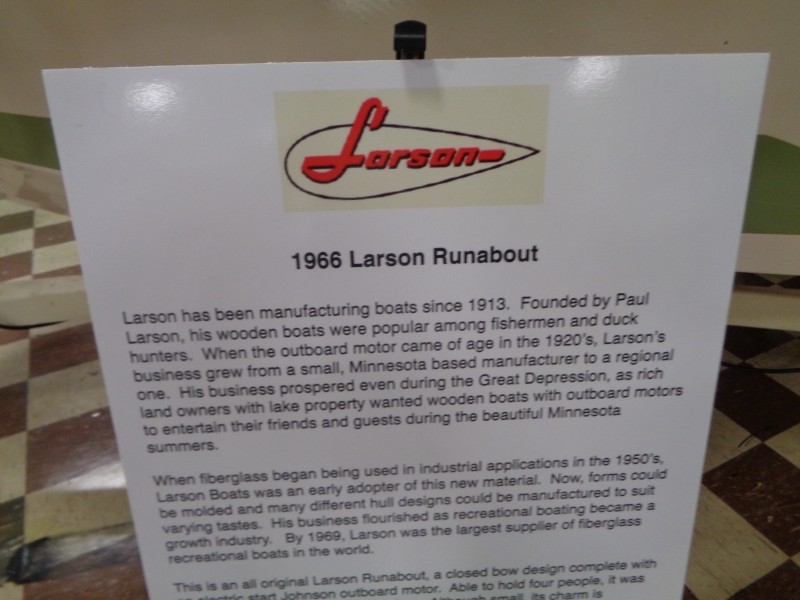 Larson
1966 Larson Runabout
Larson has been manufacturing boats since 1913. Founded by Paul
Larson, his wooden boats were popular among fishermen and duck
hunters. When the outboard motor came of age in the 1920's, Larson's
business grew from a small, Minnesota based manufacturer to a regional
one. His business prospered even during the Great Depression, as rich
land owners with lake property wanted wooden boats with outboard motors
to entertain their friends and guests during the beautiful Minnesota
summers.
When fiberglass began being used in industrial applications in the 1950's,
Larson Boats was an early adopter of this new material. Now, forms could
be molded and many different hull designs could be manufactured to suit
varying tastes. His business flourished as recreational boating became a
growth industry. By 1969, Larson was the largest supplier of fiberglass
recreational boats in the world.
This is an all original Larson Runabout, a closed bow design complete with
electric start Johnson outboard motor. Able to hold four people, it was
Although small, its charm is